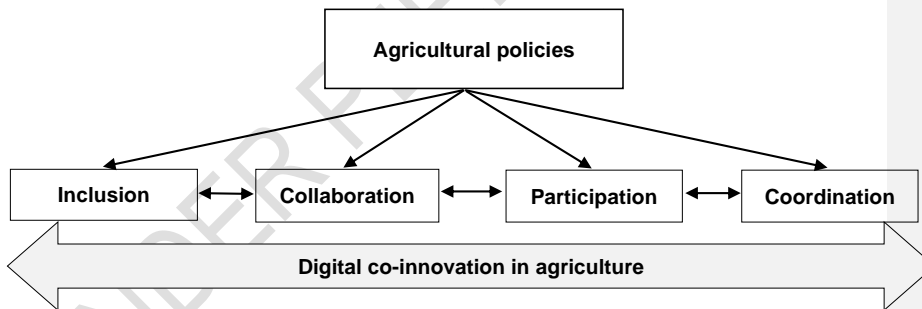 Agricultural policies
Inclusion
Collaboration
Participation
Coordination
Digital co-innovation in agriculture